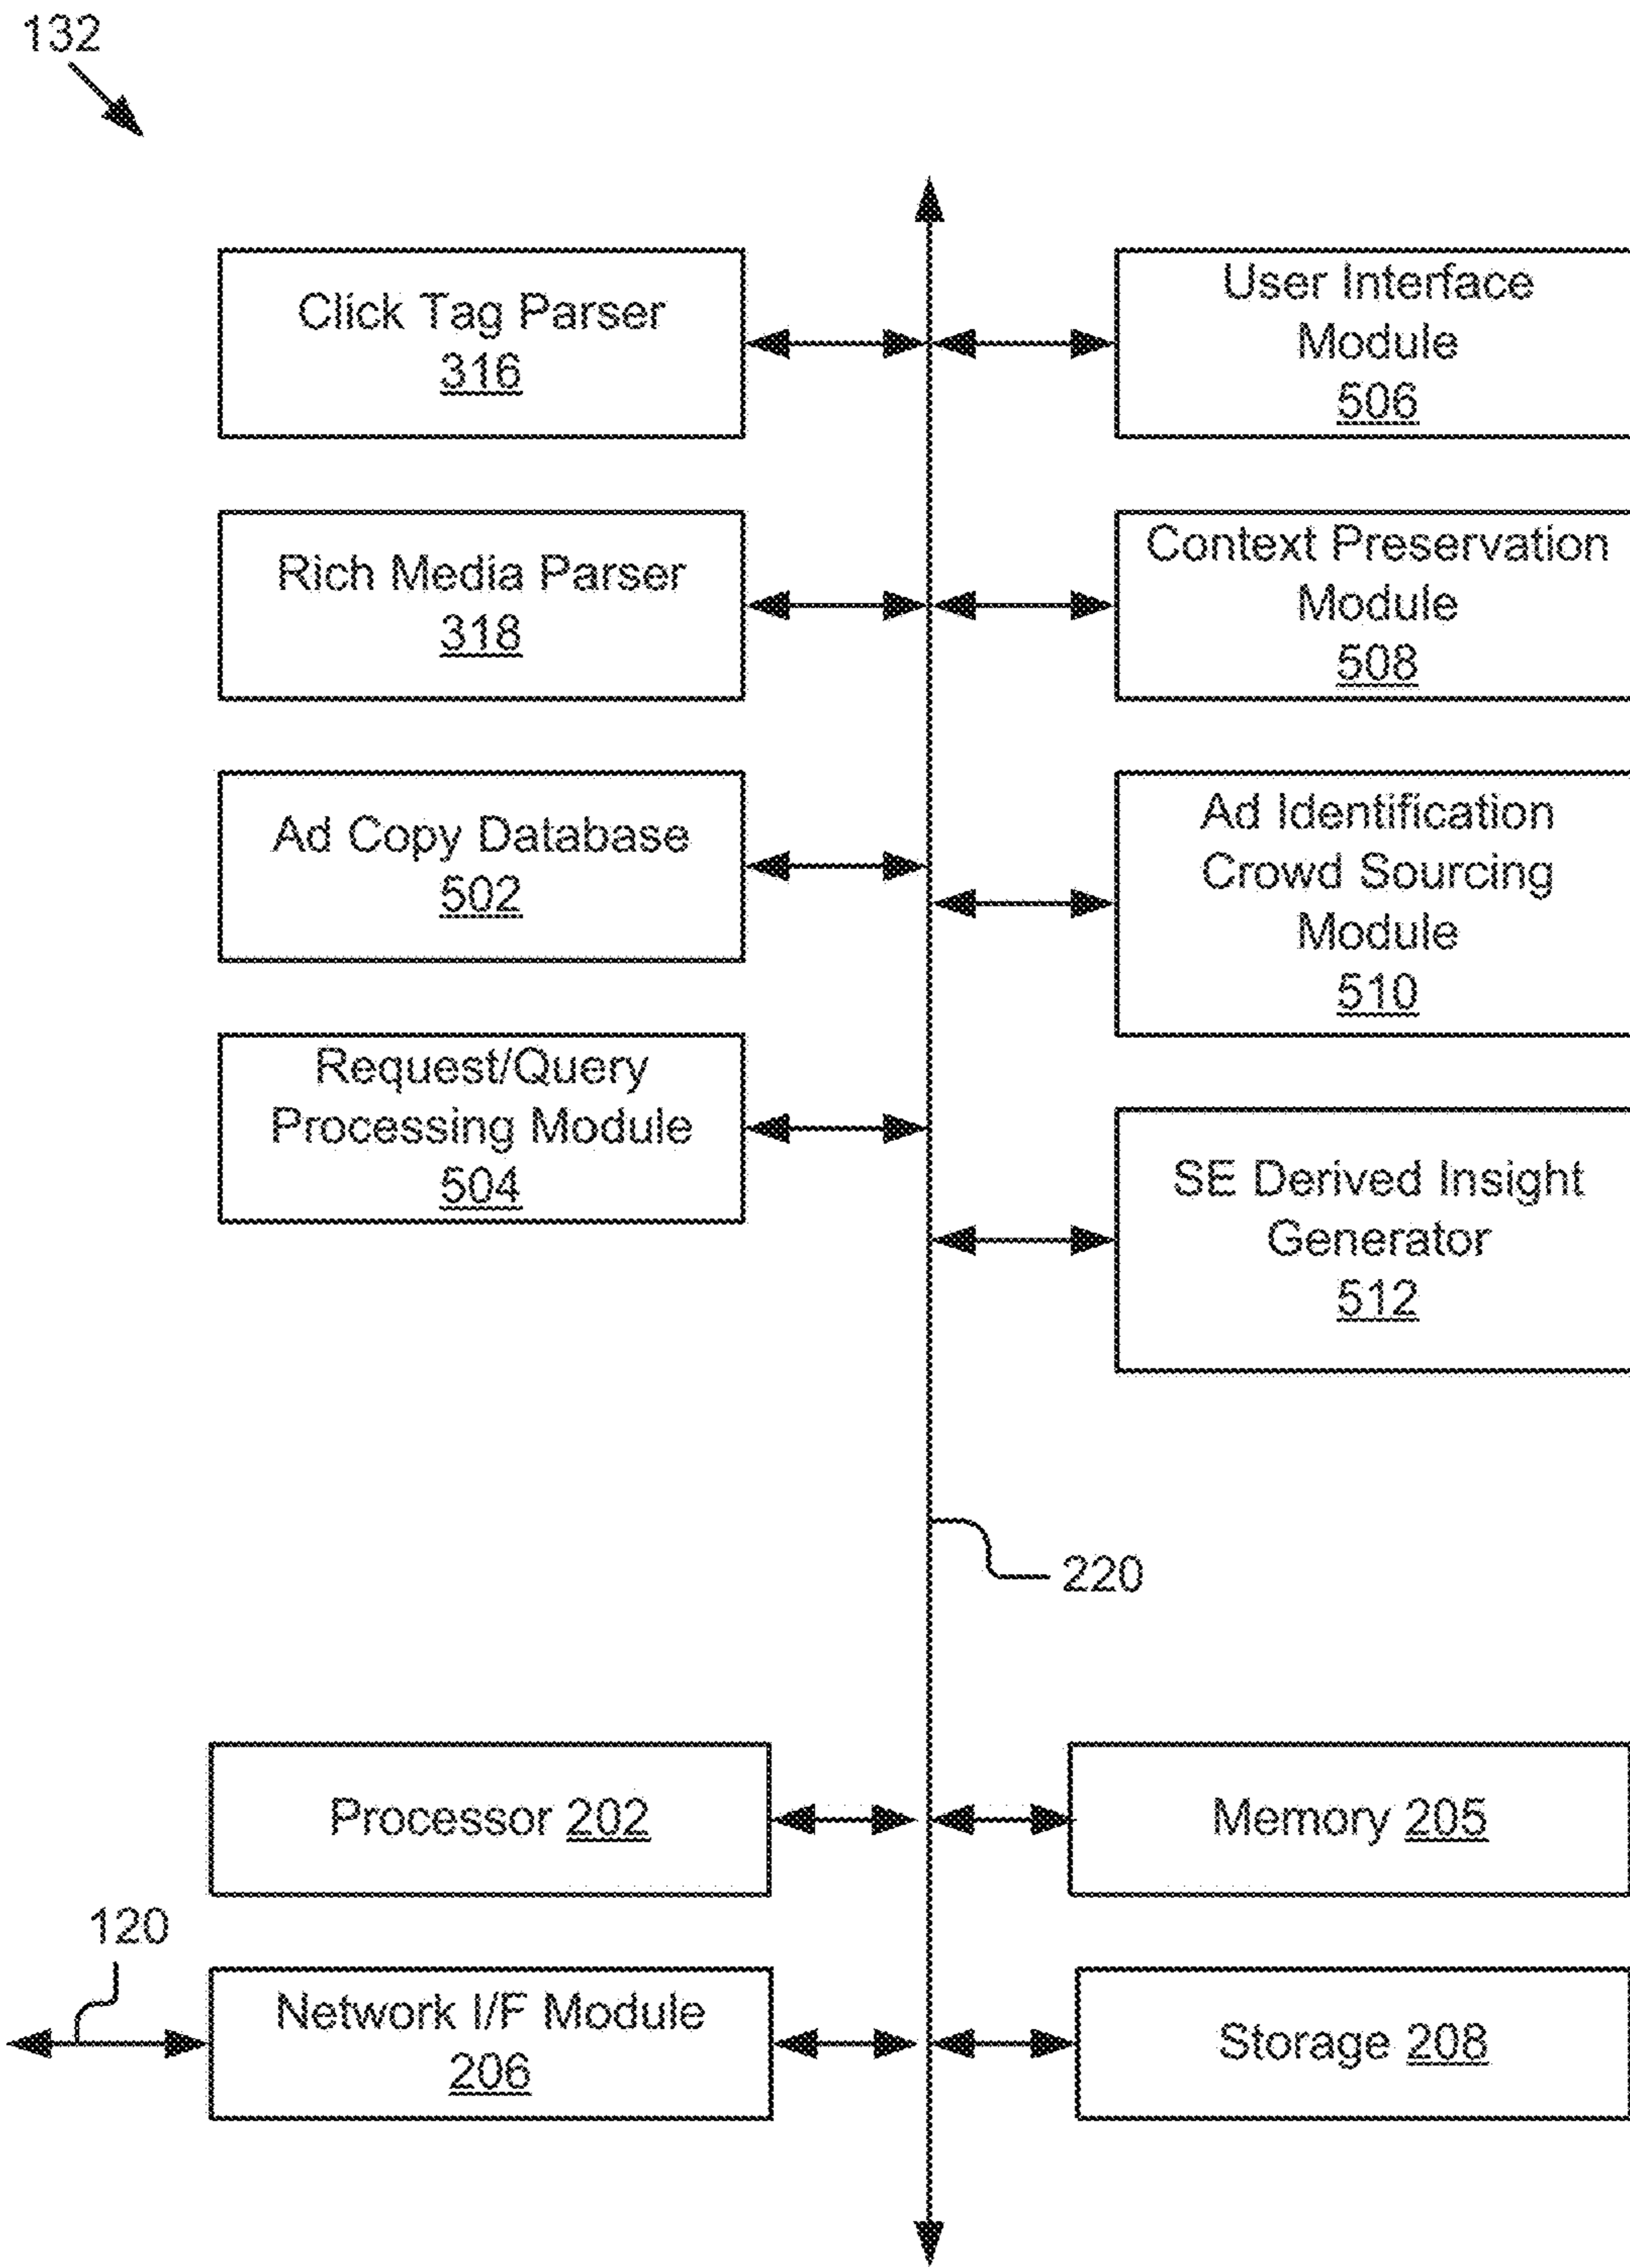 132
Click Tag Parser
316
User Interface
Module
506
Rich Media Parser
318
Context Preservation
Module
508
Ad Copy Database
502
Ad Identification
Crowd Sourcing
Module
510
Request/Query
Processing Module
504
SE Derived Insight
Generator
512
220
Processor 202
Memory 205
120
Network I/F Module
206
Storage 208